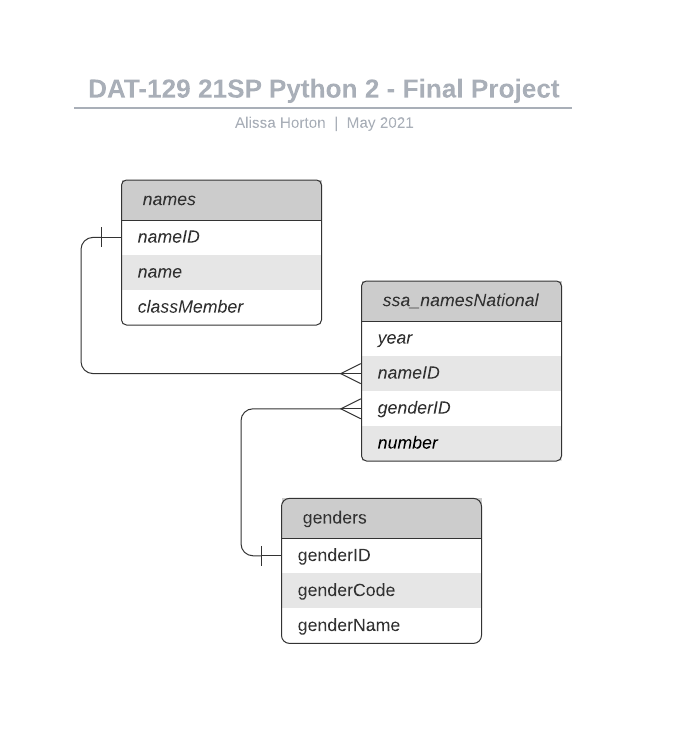 DAT-129 21SP Python 2 - Final Project
Alissa Horton | May 2021
names
nameID
name
classMember
ssa_namesNational
year
nameID
genderID
number
genders
genderID
genderCode
genderName